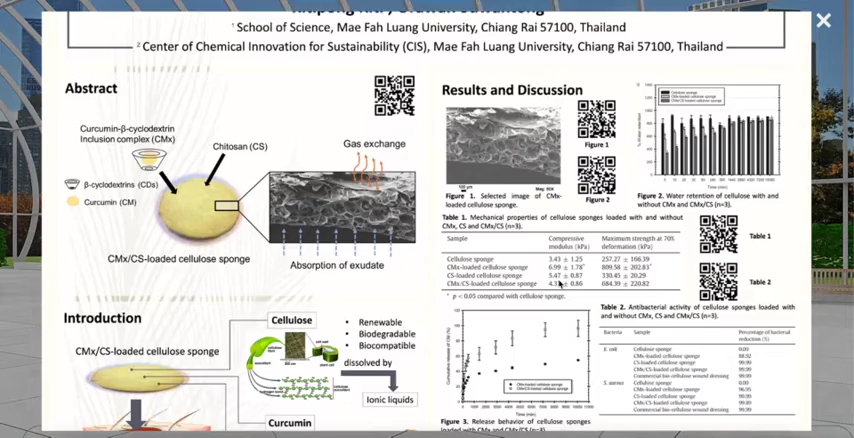 ¹ School of Science, Mae Fah Luang University, Chiang Rai 57100, Thailand
² Center of Chemical Innovation for Sustainability (CIS), Mae Fah Luang University, Chiang Rai 57100, Thailand
Abstract
Curcumin-β-cyclodextrin
Inclusion complex (CMx)
Chitosan (CS)
Gas exchange
β-cyclodextrins (CDs)
Curcumin (CM)
CMx/CS-loaded cellulose sponge
Absorption of exudate
Introduction
CMx/CS-loaded cellulose sponge
Cellulose
• Renewable
• Biodegradable
• Biocompatible
dissolved by
Ionic liquids
Curcumin
Results and Discussion
Figure 1
Figure 2
Figure 1. Selected image of CMx-
loaded cellulose sponge.
Figure 2. Water retention of cellulose with and
without CMx and CMx/CS (n=3).
Table 1. Mechanical properties of cellulose sponges loaded with and without
CMx, CS and CMx/CS (n=3).
Sample Compressive modulus (kPa) Maximum strength at 70% deformation (kPa)
Cellulose sponge 3.43 ± 1.25 257.27 ± 106.39
CMx-loaded cellulose sponge 6.99 ± 1.78* 809.58 ± 202.83*
CS-loaded cellulose sponge 5.47 ± 0.87 330.45 ± 20.29
CMx/CS-loaded cellulose sponge ± 0.86 684.39 ± 220.82
* p < 0.05 compared with cellulose sponge.
Table 1
Table 2
Table 2. Antibacterial activity of cellulose sponges loaded with
and without CMx, CS and CMx/CS (n=3).
Bacteria Sample Percentage of bacterial reduction (%)
E. coli Cellulose sponge 0.00
CMx-loaded cellulose sponge
CS-loaded cellulose sponge 99.99
CMx/CS-loaded cellulose sponge 99.99
Commercial bio-cellulose wound dressing 99.99
S. aureus Cellulose sponge 0.00
CMx-loaded cellulose sponge
CS-loaded cellulose sponge 99.99
CMx/CS-loaded cellulose sponge
Commercial bio-cellulose wound dressing 99.99
Figure 3. Release behavior of cellulose sponges
loaded with CMx and CMx/CS (n=3)